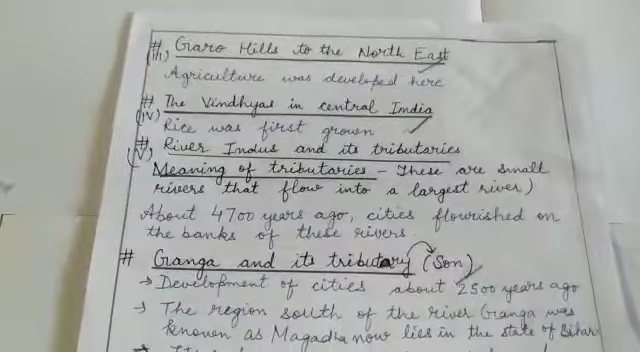 # (iii) Garo Hills to the North East
Agriculture was developed here
# (iv) The Vindhyas in central India
Rice was first grown
# (v) River Indus and its tributaries
Meaning of tributaries - These are small
rivers that flow into a largest river)
About 4700 years ago, cities flourished on
the banks of these rivers
# Ganga and its tributary (Son)
→ Development of cities about 2500 years ago
→ The region south of the river Ganga was
known as Magadha now lies in the state of Bihar